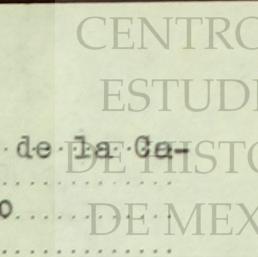 CENTRO
ESTUDI
de la Ca-
DE HISTO
o
DE MEX